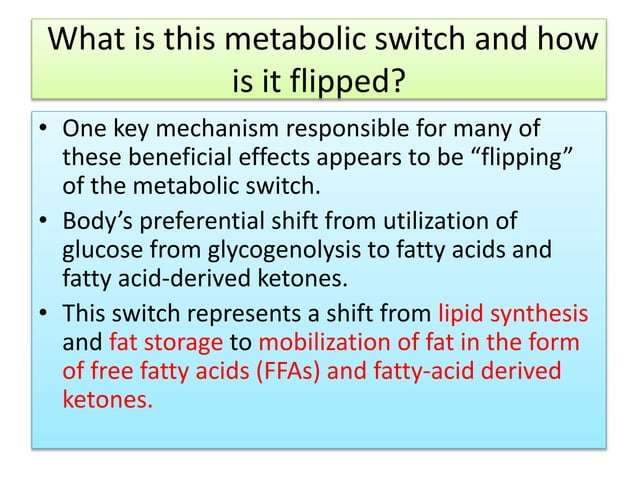 What is this metabolic switch and how
is it flipped?
• One key mechanism responsible for many of
these beneficial effects appears to be “flipping”
of the metabolic switch.
• Body’s preferential shift from utilization of
glucose from glycogenolysis to fatty acids and
fatty acid-derived ketones.
• This switch represents a shift from lipid synthesis
and fat storage to mobilization of fat in the form
of free fatty acids (FFAs) and fatty-acid derived
ketones.